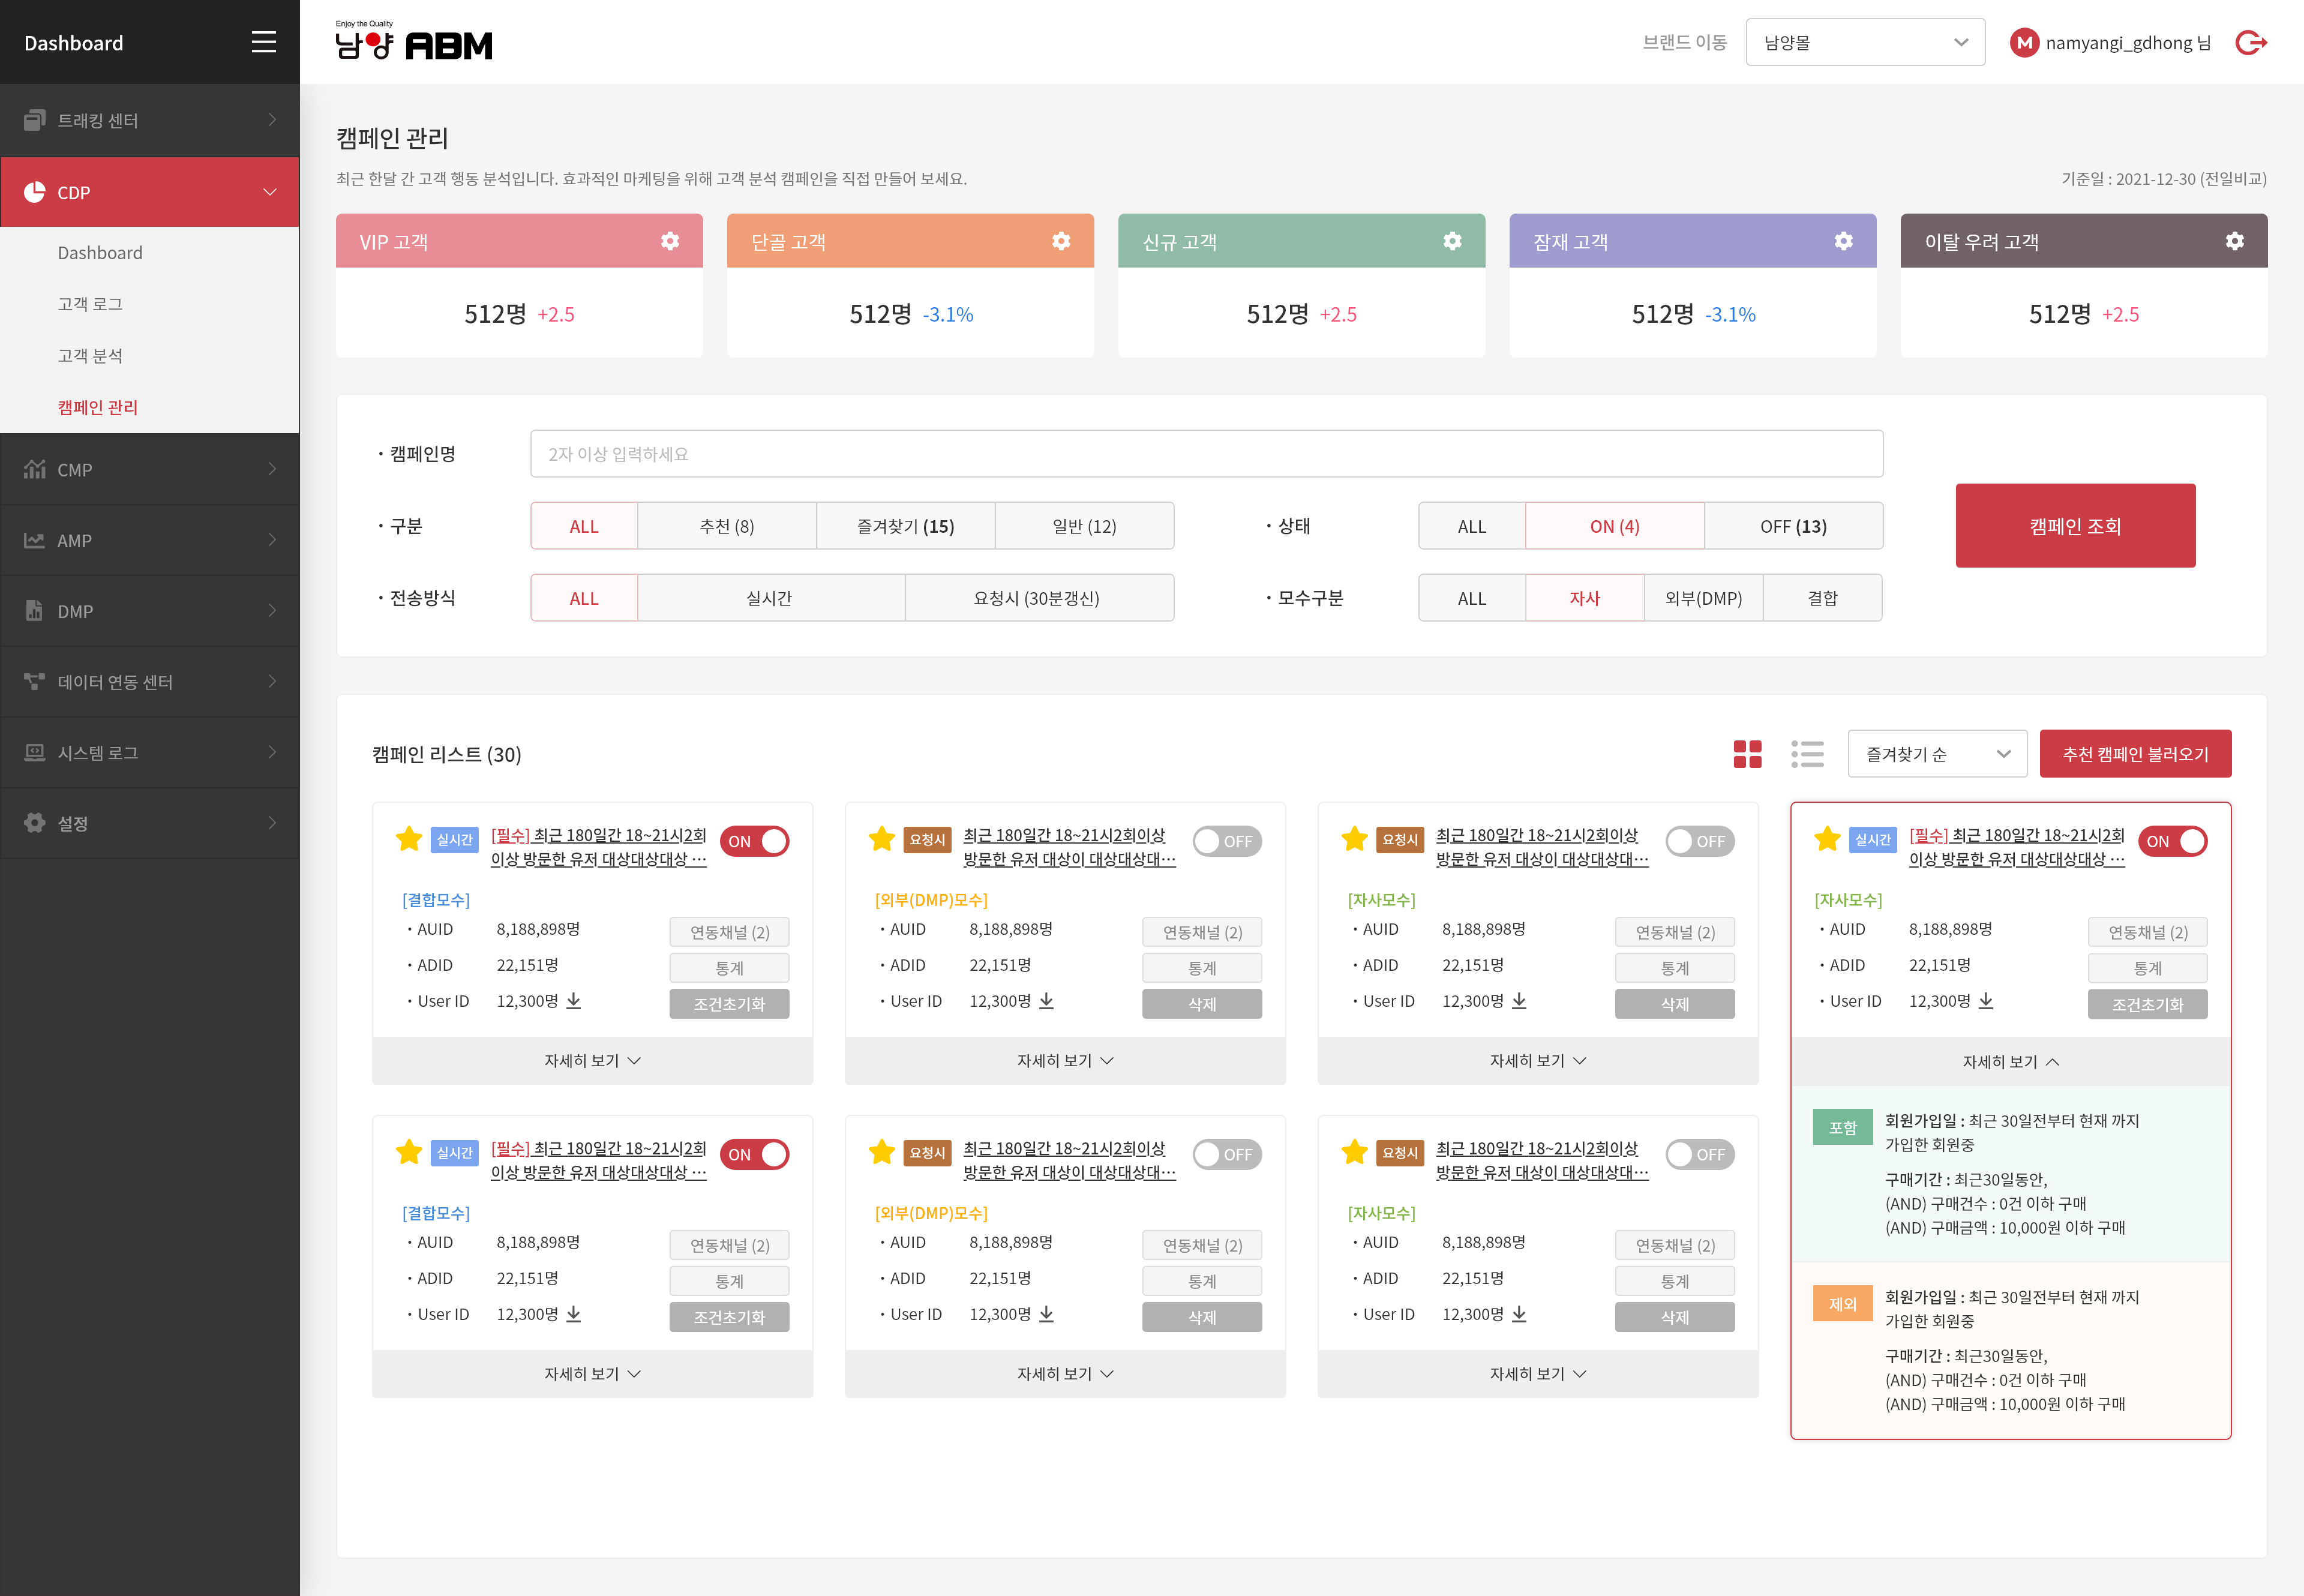 Dashboard
Enjoy the Quality
남양 ABM
브랜드 이동
남양몰
M
namyangi_gdhong 님
트래킹 센터
CDP
Dashboard
고객 로그
고객 분석
캠페인 관리
CMP
AMP
DMP
데이터 연동 센터
시스템 로그
설정
캠페인 관리
최근 한달 간 고객 행동 분석입니다. 효과적인 마케팅을 위해 고객 분석 캠페인을 직접 만들어 보세요.
기준일 : 2021-12-30 (전일비교)
VIP 고객
512명 +2.5
단골 고객
512명 -3.1%
신규 고객
512명 +2.5
잠재 고객
512명 -3.1%
이탈 우려 고객
512명 +2.5
· 캠페인명
2자 이상 입력하세요
· 구분
ALL
추천 (8)
즐겨찾기 (15)
일반 (12)
· 상태
ALL
ON (4)
OFF (13)
· 전송방식
ALL
실시간
요청시 (30분갱신)
· 모수구분
ALL
자사
외부(DMP)
결합
캠페인 조회
캠페인 리스트 (30)
즐겨찾기 순
추천 캠페인 불러오기
실시간
[필수] 최근 180일간 18~21시2회
이상 방문한 유저 대상대상대상 ···
ON
[결합모수]
· AUID 8,188,898명
연동채널 (2)
· ADID 22,151명
통계
· User ID 12,300명
조건초기화
자세히 보기
요청시
최근 180일간 18~21시2회이상
방문한 유저 대상이 대상대상대···
OFF
[외부(DMP)모수]
· AUID 8,188,898명
연동채널 (2)
· ADID 22,151명
통계
· User ID 12,300명
삭제
자세히 보기
요청시
최근 180일간 18~21시2회이상
방문한 유저 대상이 대상대상대···
OFF
[자사모수]
· AUID 8,188,898명
연동채널 (2)
· ADID 22,151명
통계
· User ID 12,300명
삭제
자세히 보기
실시간
[필수] 최근 180일간 18~21시2회
이상 방문한 유저 대상대상대상 ···
ON
[자사모수]
· AUID 8,188,898명
연동채널 (2)
· ADID 22,151명
통계
· User ID 12,300명
조건초기화
자세히 보기
포함
회원가입일 : 최근 30일전부터 현재 까지
가입한 회원중
구매기간 : 최근30일동안,
(AND) 구매건수 : 0건 이하 구매
(AND) 구매금액 : 10,000원 이하 구매
제외
회원가입일 : 최근 30일전부터 현재 까지
가입한 회원중
구매기간 : 최근30일동안,
(AND) 구매건수 : 0건 이하 구매
(AND) 구매금액 : 10,000원 이하 구매
실시간
[필수] 최근 180일간 18~21시2회
이상 방문한 유저 대상대상대상 ···
ON
[결합모수]
· AUID 8,188,898명
연동채널 (2)
· ADID 22,151명
통계
· User ID 12,300명
조건초기화
자세히 보기
요청시
최근 180일간 18~21시2회이상
방문한 유저 대상이 대상대상대···
OFF
[외부(DMP)모수]
· AUID 8,188,898명
연동채널 (2)
· ADID 22,151명
통계
· User ID 12,300명
삭제
자세히 보기
요청시
최근 180일간 18~21시2회이상
방문한 유저 대상이 대상대상대···
OFF
[자사모수]
· AUID 8,188,898명
연동채널 (2)
· ADID 22,151명
통계
· User ID 12,300명
삭제
자세히 보기